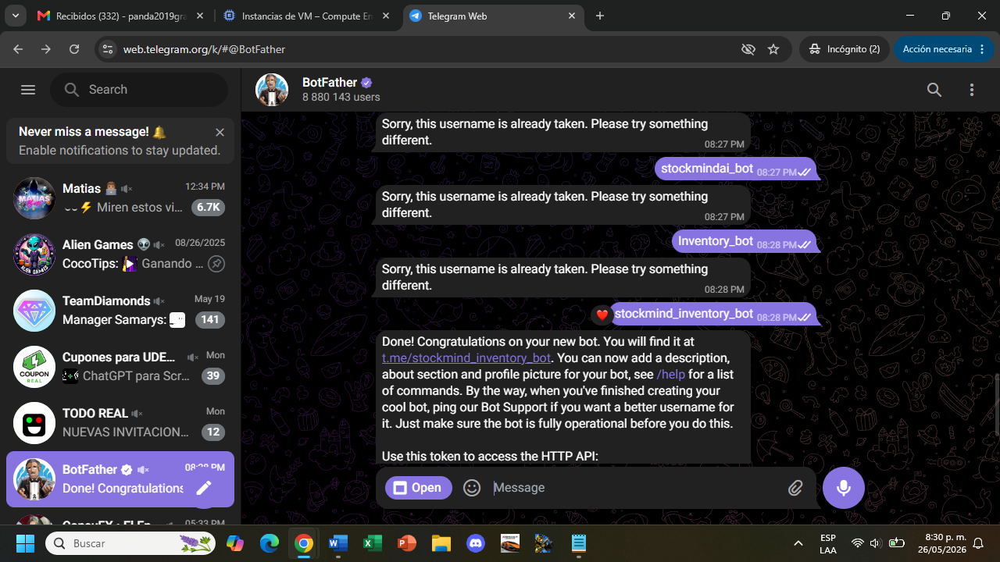 Recibidos (332) - panda2019gra
Instancias de VM – Compute En
Telegram Web
web.telegram.org/k/#@BotFather
Incógnito (2)
Acción necesaria
Search
BotFather
8 880 143 users
Never miss a message! 🔔
Enable notifications to stay updated.
Matias
12:34 PM
Miren estos vi...
6.7K
Alien Games 👽
08/26/2025
CocoTips:
Ganando ...
TeamDiamonds
May 19
Manager Samarys:
141
Cupones para UDE...
Mon
ChatGPT para Scr...
39
TODO REAL
Mon
NUEVAS INVITACION...
12
BotFather
08:28 PM
Done! Congratulations
05:33 PM
Sorry, this username is already taken. Please try something
different.
08:27 PM
stockmindai_bot
08:27 PM
Sorry, this username is already taken. Please try something
different.
08:27 PM
Inventory_bot
08:28 PM
Sorry, this username is already taken. Please try something
different.
08:28 PM
stockmind_inventory_bot
08:28 PM
Done! Congratulations on your new bot. You will find it at
t.me/stockmind_inventory_bot. You can now add a description,
about section and profile picture for your bot, see /help for a list
of commands. By the way, when you've finished creating your
cool bot, ping our Bot Support if you want a better username for
it. Just make sure the bot is fully operational before you do this.
Use this token to access the HTTP API:
Open
Message
Buscar
ESP
LAA
8:30 p. m.
26/05/2026